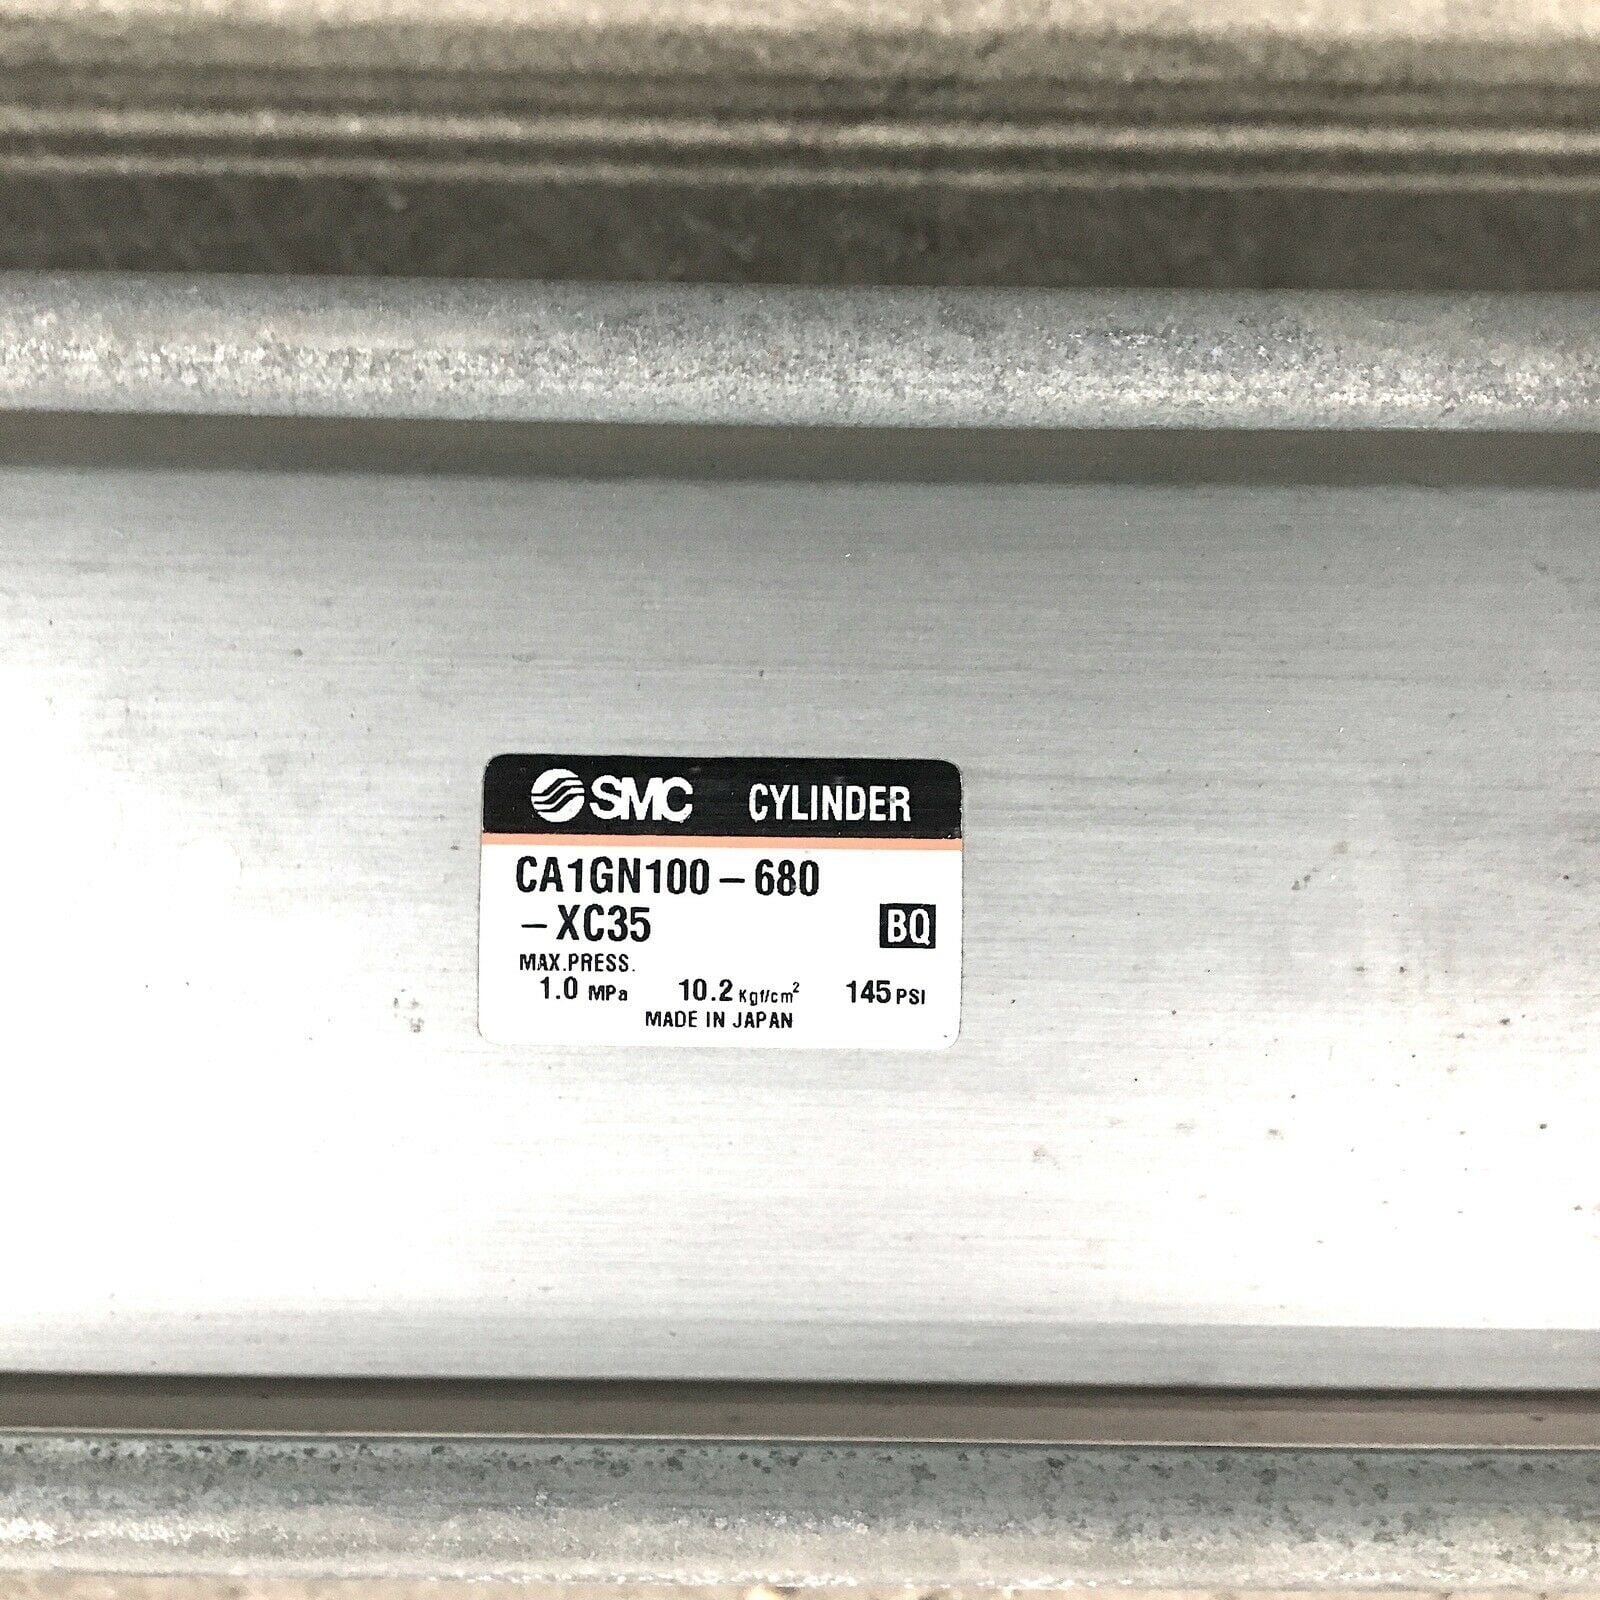 SMC CYLINDER
CA1GN100-680
-XC35 BQ
MAX.PRESS.
1.0 MPa 10.2 Kgf/cm² 145 PSI
MADE IN JAPAN